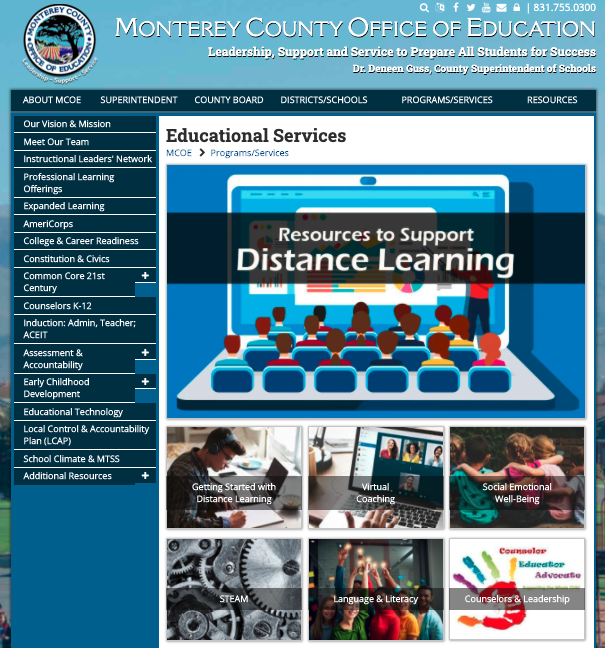 | 831.755.0300
MONTEREY COUNTY OFFICE OF EDUCATION
Leadership, Support and Service to Prepare All Students for Success
Dr. Deneen Guss, County Superintendent of Schools
MONTEREY COUNTY
OFFICE OF EDUCATION
Leadership - Support - Service
ABOUT MCOE SUPERINTENDENT COUNTY BOARD DISTRICTS/SCHOOLS PROGRAMS/SERVICES RESOURCES
Our Vision & Mission
Meet Our Team
Instructional Leaders' Network
Professional Learning
Offerings
Expanded Learning
AmeriCorps
College & Career Readiness
Constitution & Civics
Common Core 21st
Century
Counselors K-12
Induction: Admin, Teacher;
ACEIT
Assessment &
Accountability
Early Childhood
Development
Educational Technology
Local Control & Accountability
Plan (LCAP)
School Climate & MTSS
Additional Resources
Educational Services
MCOE > Programs/Services
Resources to Support
Distance Learning
Getting Started with
Distance Learning
Virtual
Coaching
Social Emotional
Well-Being
STEAM
Language & Literacy
Counselor
Educator
Advocate
Counselors & Leadership